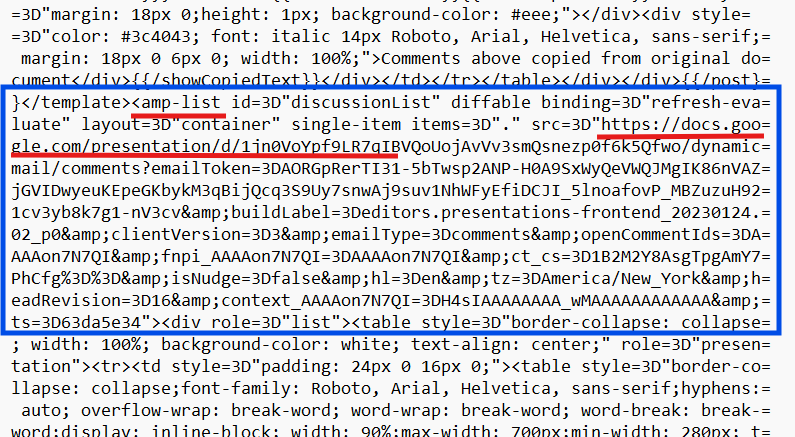 =3D"margin: 18px 0;height: 1px; background-color: #eee;"></div><div style=
=3D"color: #3c4043; font: italic 14px Roboto, Arial, Helvetica, sans-serif;=
 margin: 18px 0 6px 0; width: 100%;">Comments above copied from original do=
cument</div>{{/showCopiedText}}</div></td></tr></table></div></div>{{/post}=
}</template><amp-list id=3D"discussionList" diffable binding=3D"refresh-eva=
luate" layout=3D"container" single-item items=3D"." src=3D"https://docs.goo=
gle.com/presentation/d/1jn0VoYpf9LR7qIBVQoUojAvVv3smQsnezp0f6k5Qfwo/dynamic=
mail/comments?emailToken=3DAORGpRerTI31-5bTwsp2ANP-H0A9SxWyQeVWQJMgIK86nVAZ=
jGVIDwyeuKEpeGKbykM3qBijQcq3S9Uy7snwAj9suv1NhWFyEfiDCJI_5lnoafovP_MBZuzuH92=
1cv3yb8k7g1-nV3cv&amp;buildLabel=3Deditors.presentations-frontend_20230124.=
02_p0&amp;clientVersion=3D3&amp;emailType=3Dcomments&amp;openCommentIds=3DA=
AAAon7N7QI&amp;fnpi_AAAAon7N7QI=3DAAAAon7N7QI&amp;ct_cs=3D1B2M2Y8AsgTpgAmY7=
PhCfg%3D%3D&amp;isNudge=3Dfalse&amp;hl=3Den&amp;tz=3DAmerica/New_York&amp;h=
eadRevision=3D16&amp;context_AAAAon7N7QI=3DH4sIAAAAAAAA_wMAAAAAAAAAAAA&amp;=
ts=3D63da5e34"><div role=3D"list"><table style=3D"border-collapse: collapse=
; width: 100%; background-color: white; text-align: center;" role=3D"presen=
tation"><tr><td style=3D"padding: 24px 0 16px 0;"><table style=3D"border-co=
llapse: collapse;font-family: Roboto, Arial, Helvetica, sans-serif;hyphens:=
 auto; overflow-wrap: break-word; word-wrap: break-word; word-break: break-=
word;display: inline-block; width: 90%;max-width: 700px;min-width: 280px; t=